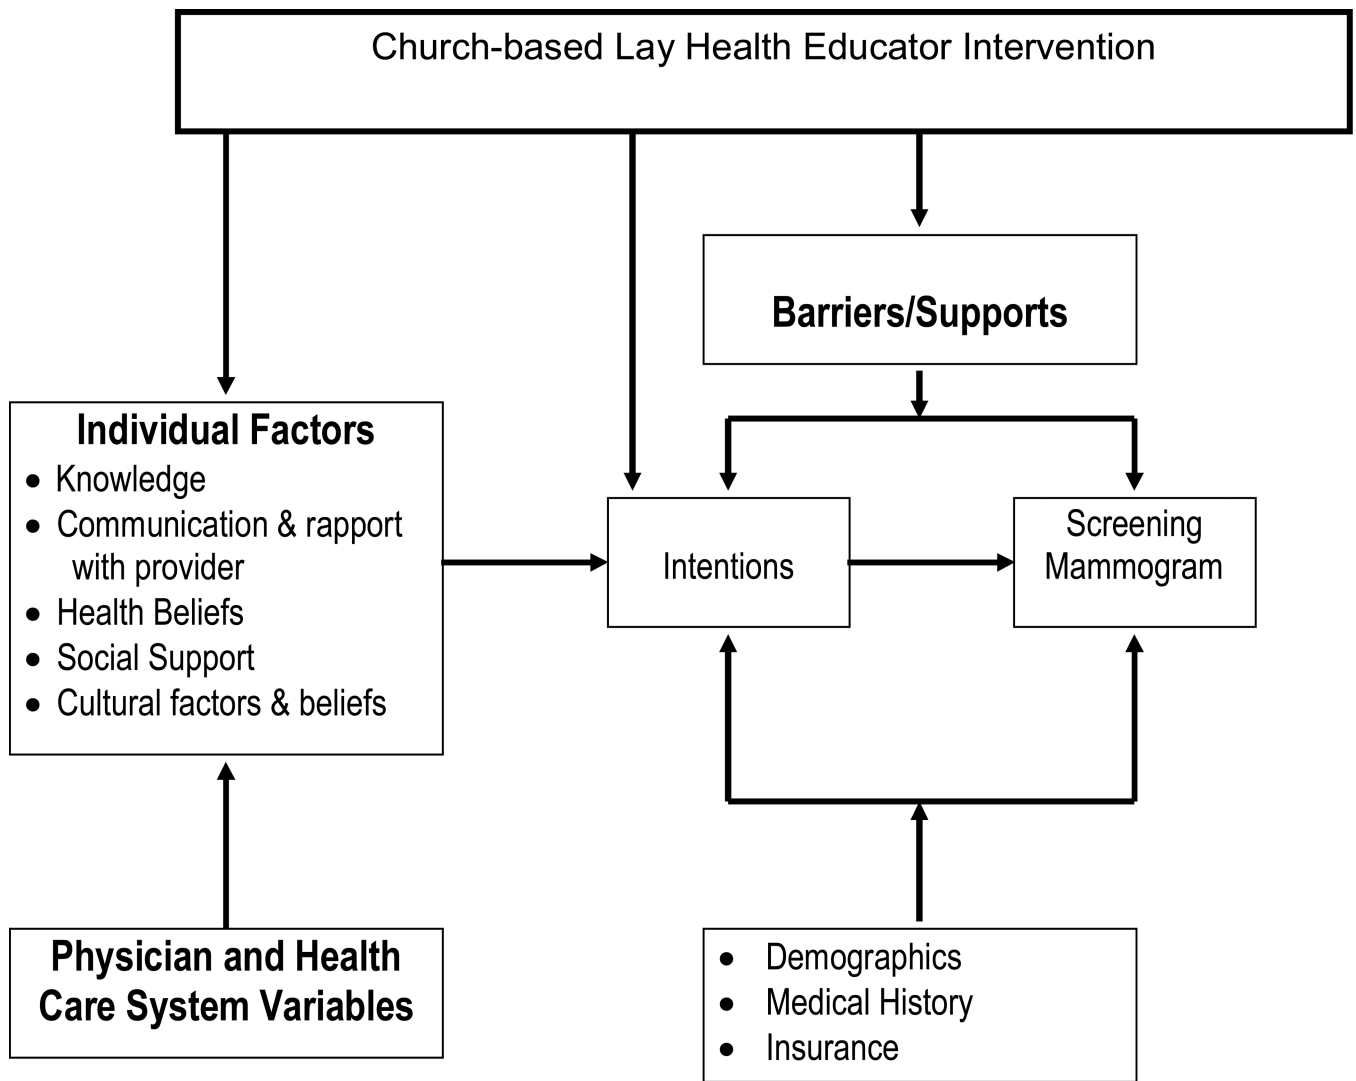 Church-based Lay Health Educator Intervention
Barriers/Supports
Individual Factors
• Knowledge
• Communication & rapport
with provider
• Health Beliefs
• Social Support
• Cultural factors & beliefs
Intentions
Screening
Mammogram
Physician and Health
Care System Variables
• Demographics
• Medical History
• Insurance